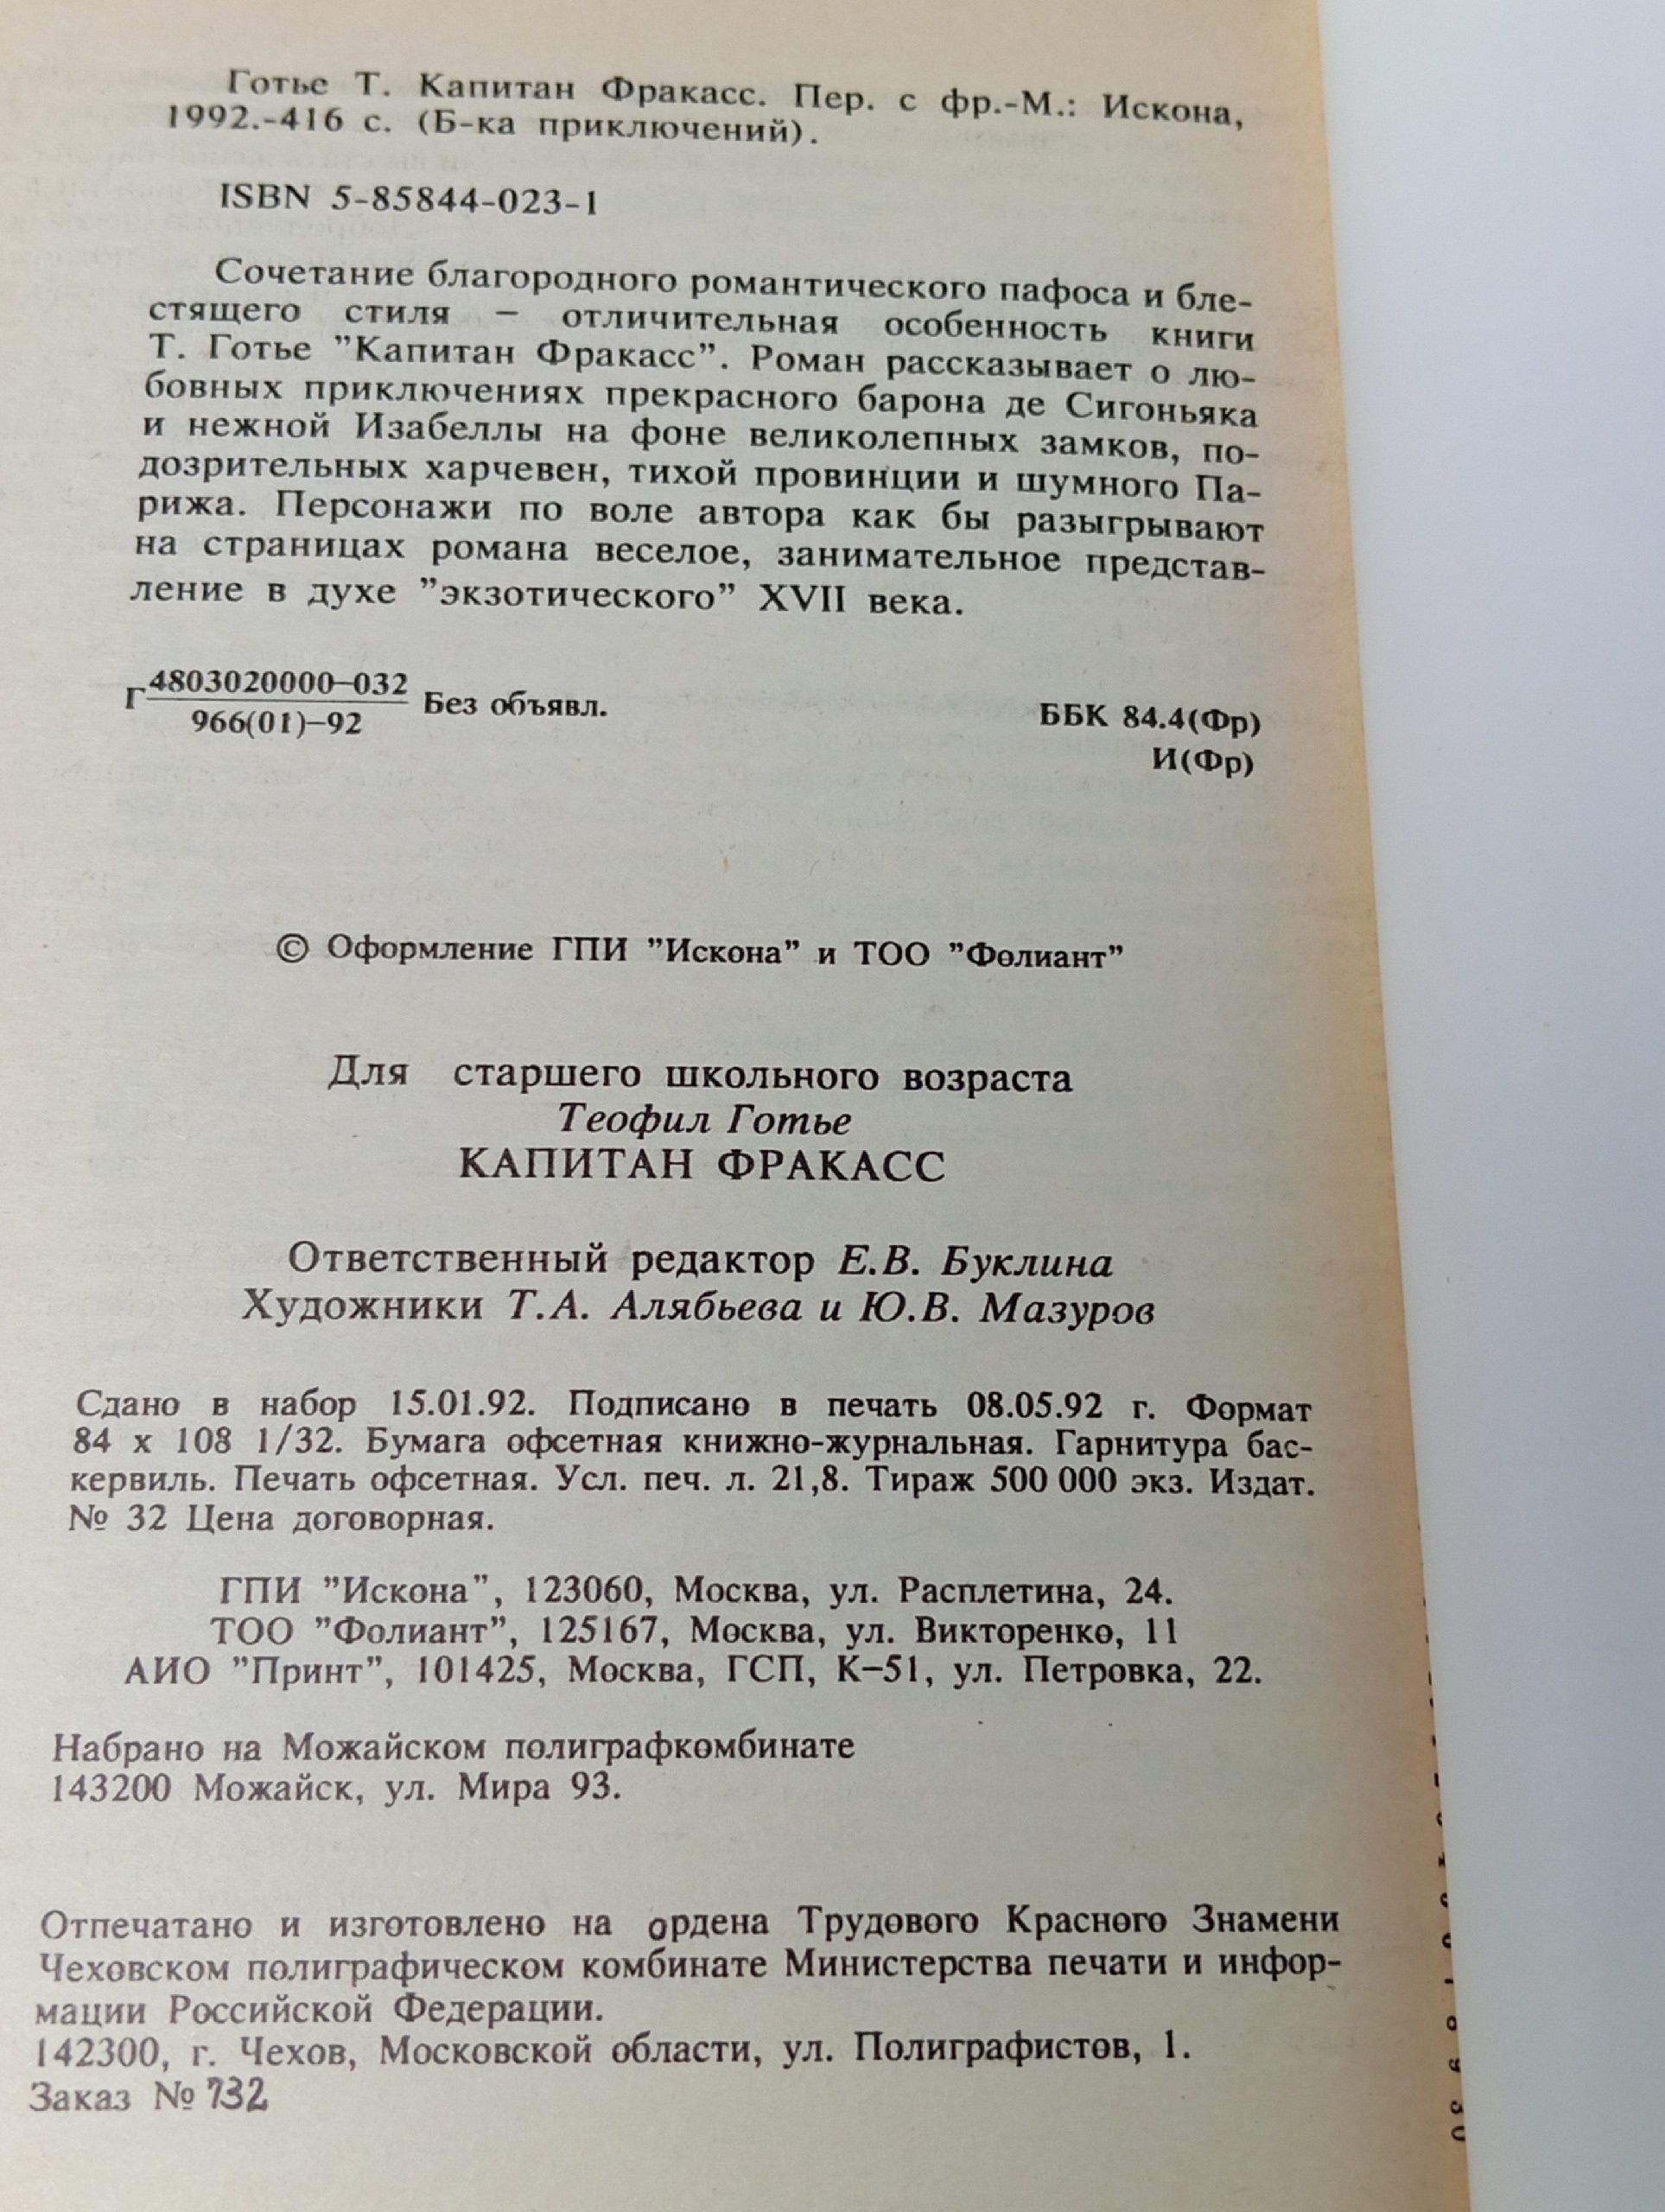 Готье Т. Капитан Фракасс. Пер. с фр.-М.: Искона,
1992.-416 с. (Б-ка приключений).
ISBN 5-85844-023-1
Сочетание благородного романтического пафоса и бле-
стящего стиля — отличительная особенность книги
Т. Готье "Капитан Фракасс". Роман рассказывает о лю-
бовных приключениях прекрасного барона де Сигоньяка
и нежной Изабеллы на фоне великолепных замков, по-
дозрительных харчевен, тихой провинции и шумного Па-
рижа. Персонажи по воле автора как бы разыгрывают
на страницах романа веселое, занимательное представ-
ление в духе "экзотического" XVII века.
Г 4803020000—032
966(01)—92 Без объявл.
ББК 84.4(Фр)
И(Фр)
© Оформление ГПИ "Искона" и ТОО "Фолиант"
Для старшего школьного возраста
Теофил Готье
КАПИТАН ФРАКАСС
Ответственный редактор Е.В. Буклина
Художники Т.А. Алябьева и Ю.В. Мазуров
Сдано в набор 15.01.92. Подписано в печать 08.05.92 г. Формат
84 х 108 1/32. Бумага офсетная книжно-журнальная. Гарнитура бас-
кервиль. Печать офсетная. Усл. печ. л. 21,8. Тираж 500 000 экз. Издат.
№ 32 Цена договорная.
ГПИ "Искона", 123060, Москва, ул. Расплетина, 24.
ТОО "Фолиант", 125167, Москва, ул. Викторенко, 11
АИО "Принт", 101425, Москва, ГСП, К—51, ул. Петровка, 22.
Набрано на Можайском полиграфкомбинате
143200 Можайск, ул. Мира 93.
Отпечатано и изготовлено на ордена Трудового Красного Знамени
Чеховском полиграфическом комбинате Министерства печати и инфор-
мации Российской Федерации.
142300, г. Чехов, Московской области, ул. Полиграфистов, 1.
Заказ № 732